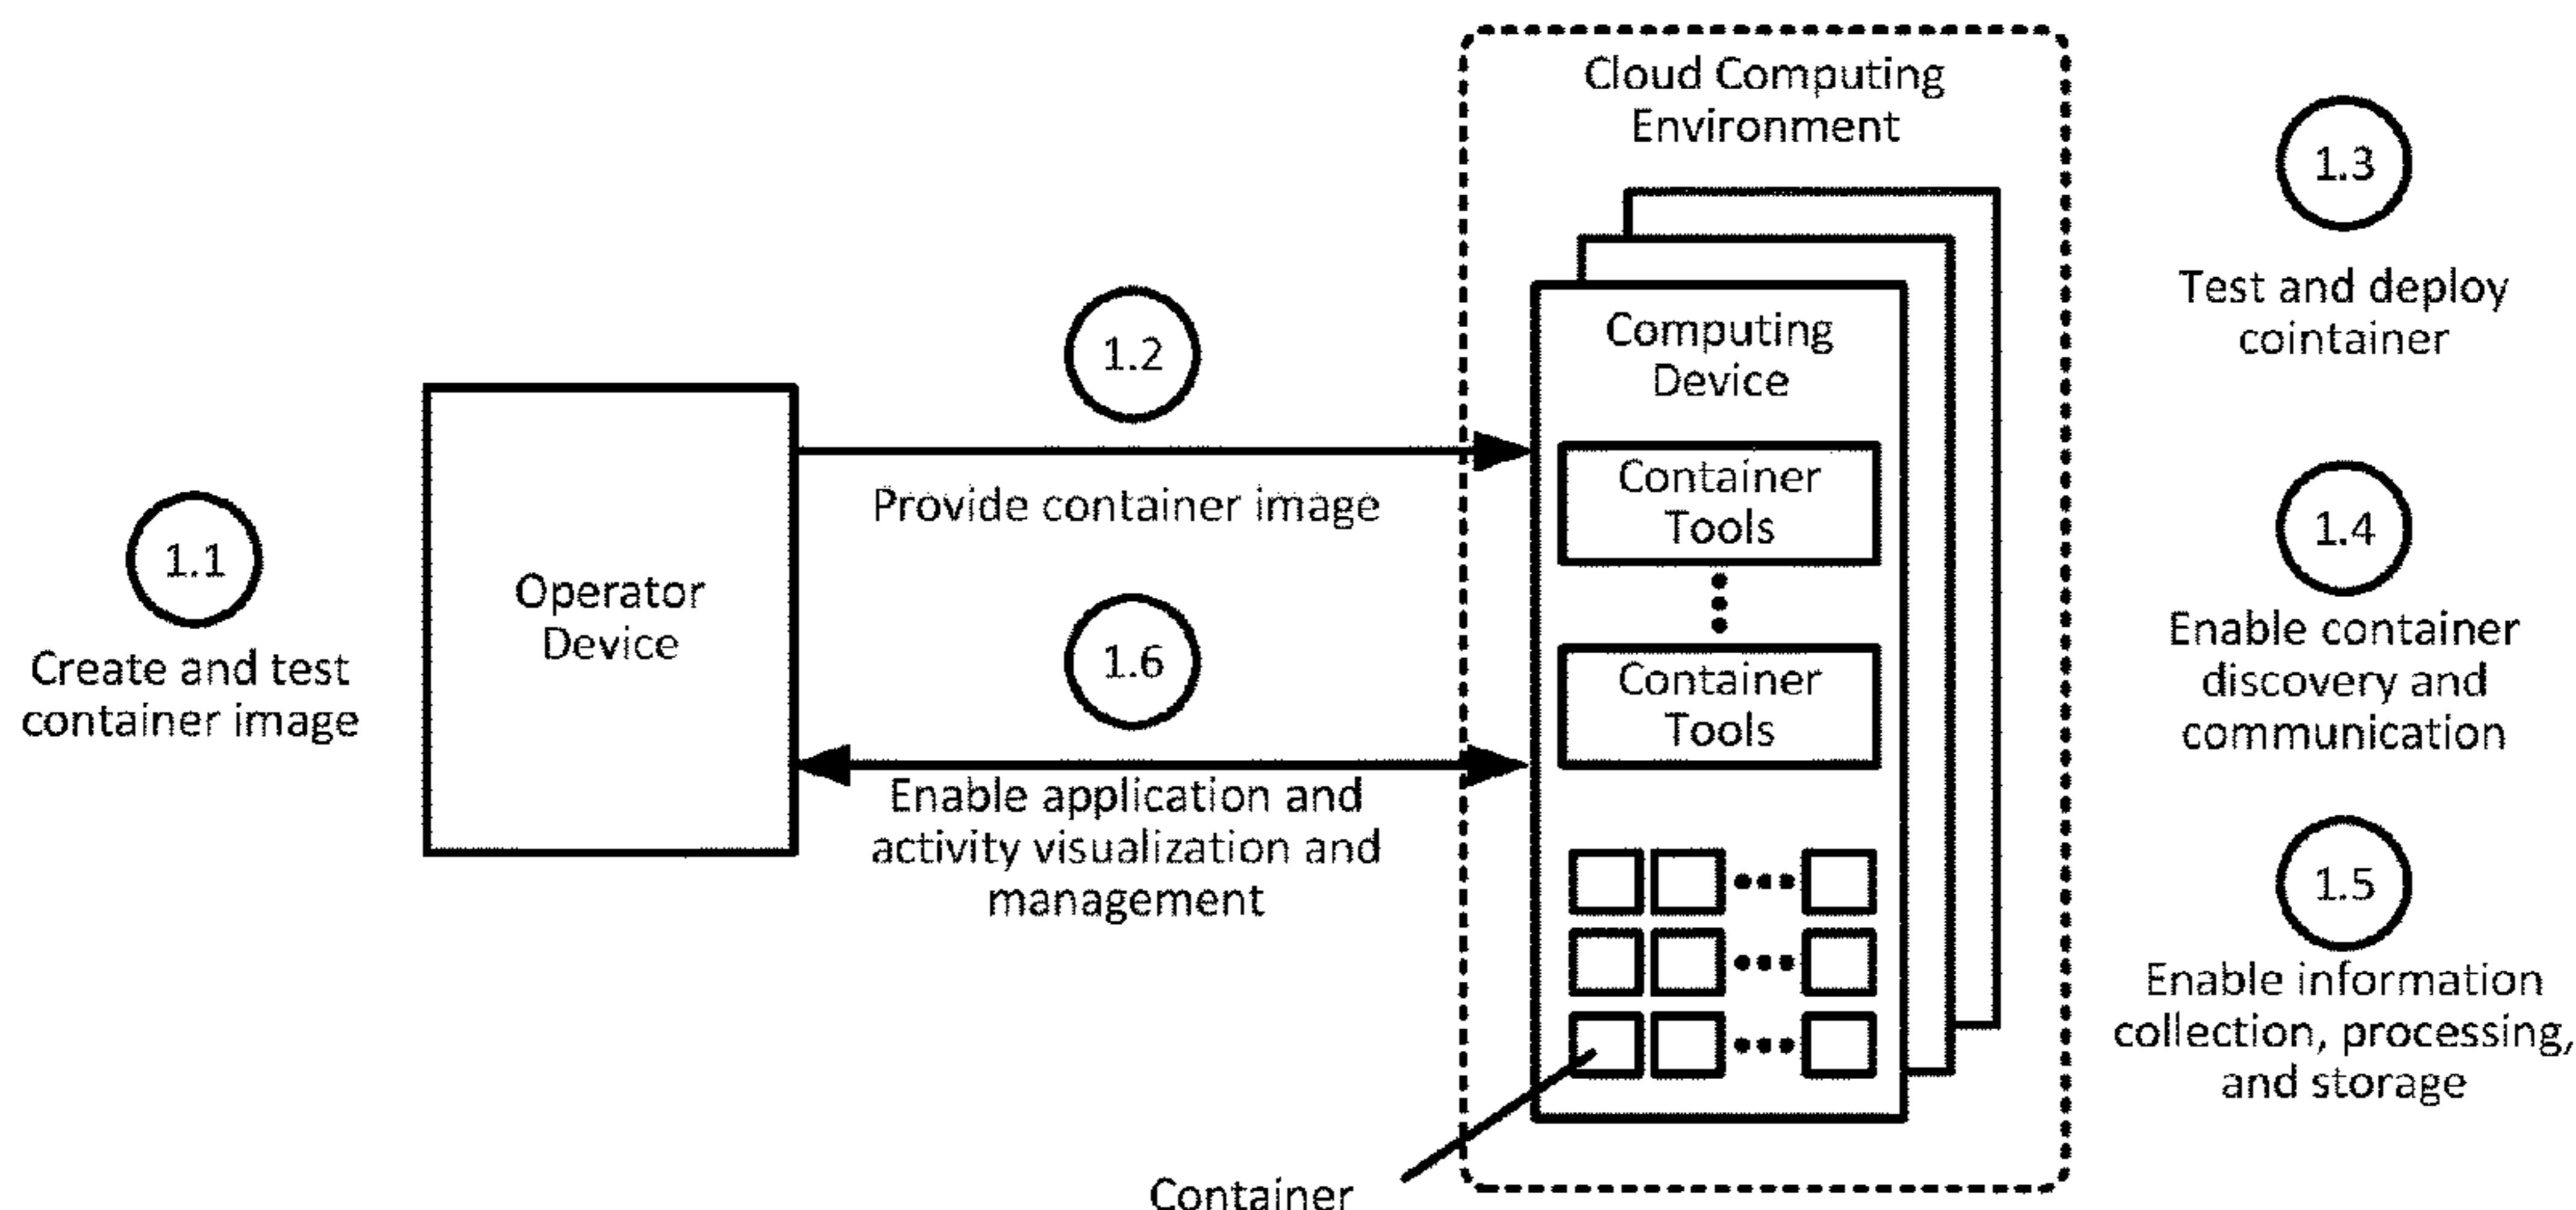 1.1
Create and test
container image
Operator
Device
1.2
Provide container image
1.6
Enable application and
activity visualization and
management
Cloud Computing
Environment
Computing
Device
Container
Tools
Container
Tools
Container
1.3
Test and deploy
cointainer
1.4
Enable container
discovery and
communication
1.5
Enable information
collection, processing,
and storage